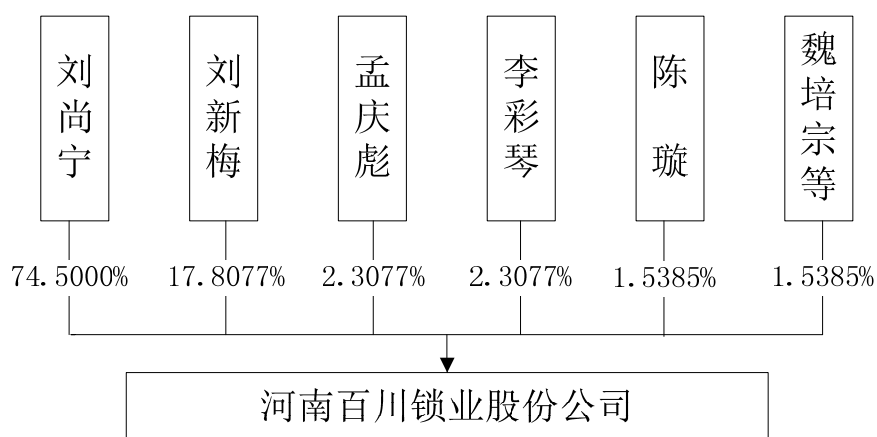 刘尚宁
刘新梅
孟庆彪
李彩琴
陈璇
魏培宗等
74.5000%
17.8077%
2.3077%
2.3077%
1.5385%
1.5385%
河南百川锁业股份公司